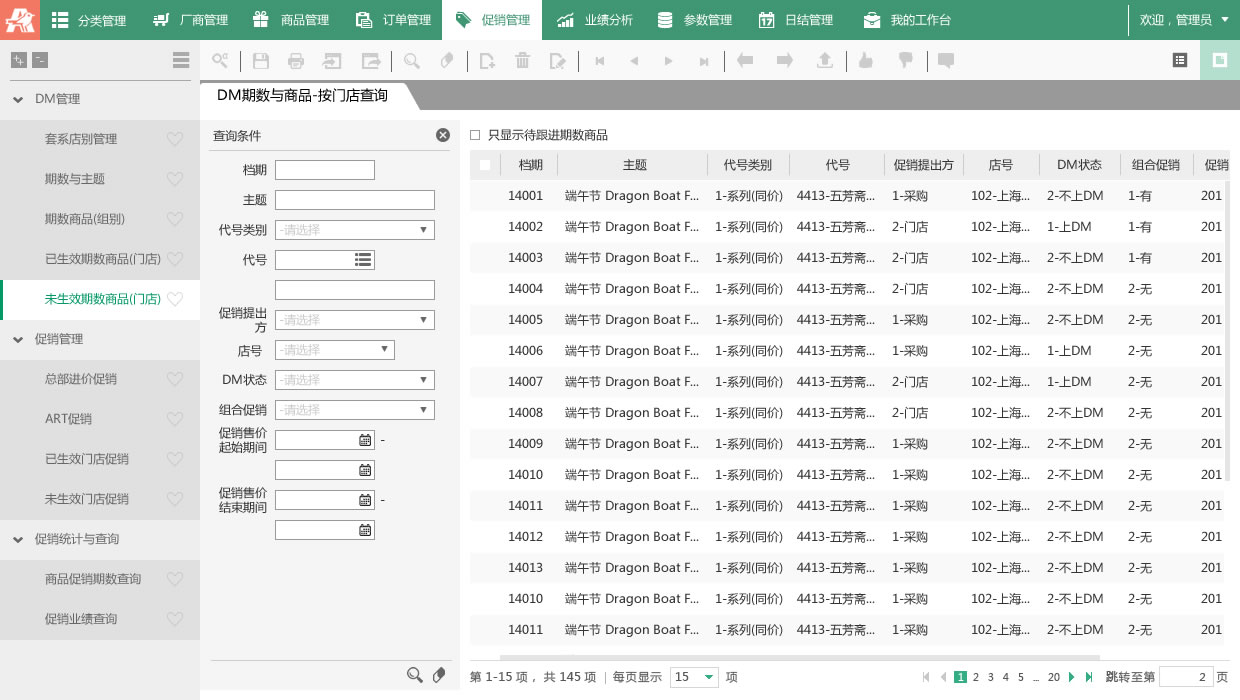 分类管理 厂商管理 商品管理 订单管理 促销管理 业绩分析 参数管理 日结管理 我的工作台 欢迎，管理员
DM期数与商品-按门店查询
DM管理
套系店别管理
期数与主题
期数商品(组别)
已生效期数商品(门店)
未生效期数商品(门店)
促销管理
总部进价促销
ART促销
已生效门店促销
未生效门店促销
促销统计与查询
商品促销期数查询
促销业绩查询
查询条件
档期
主题
代号类别 -请选择
代号
促销提出
方 -请选择
店号 -请选择
DM状态 -请选择
组合促销 -请选择
促销售价
起始期间 -
促销售价
结束期间 -
只显示待跟进期数商品
档期 主题 代号类别 代号 促销提出方 店号 DM状态 组合促销 促销
14001 端午节 Dragon Boat F... 1-系列(同价) 4413-五芳斋... 1-采购 102-上海... 2-不上DM 1-有 201
14002 端午节 Dragon Boat F... 1-系列(同价) 4413-五芳斋... 2-门店 102-上海... 1-上DM 1-有 201
14003 端午节 Dragon Boat F... 1-系列(同价) 4413-五芳斋... 2-门店 102-上海... 2-不上DM 1-有 201
14004 端午节 Dragon Boat F... 1-系列(同价) 4413-五芳斋... 2-门店 102-上海... 2-不上DM 2-无 201
14005 端午节 Dragon Boat F... 1-系列(同价) 4413-五芳斋... 1-采购 102-上海... 2-不上DM 2-无 201
14006 端午节 Dragon Boat F... 1-系列(同价) 4413-五芳斋... 1-采购 102-上海... 1-上DM 2-无 201
14007 端午节 Dragon Boat F... 1-系列(同价) 4413-五芳斋... 2-门店 102-上海... 1-上DM 2-无 201
14008 端午节 Dragon Boat F... 1-系列(同价) 4413-五芳斋... 2-门店 102-上海... 2-不上DM 2-无 201
14009 端午节 Dragon Boat F... 1-系列(同价) 4413-五芳斋... 1-采购 102-上海... 2-不上DM 2-无 201
14010 端午节 Dragon Boat F... 1-系列(同价) 4413-五芳斋... 1-采购 102-上海... 2-不上DM 2-无 201
14011 端午节 Dragon Boat F... 1-系列(同价) 4413-五芳斋... 1-采购 102-上海... 2-不上DM 2-无 201
14012 端午节 Dragon Boat F... 1-系列(同价) 4413-五芳斋... 1-采购 102-上海... 2-不上DM 2-无 201
14013 端午节 Dragon Boat F... 1-系列(同价) 4413-五芳斋... 1-采购 102-上海... 2-不上DM 2-无 201
14010 端午节 Dragon Boat F... 1-系列(同价) 4413-五芳斋... 1-采购 102-上海... 2-不上DM 2-无 201
14011 端午节 Dragon Boat F... 1-系列(同价) 4413-五芳斋... 1-采购 102-上海... 2-不上DM 2-无 201
第 1-15 项， 共 145 项 | 每页显示 15 项 1 2 3 4 5 ... 20 跳转至第 2 页